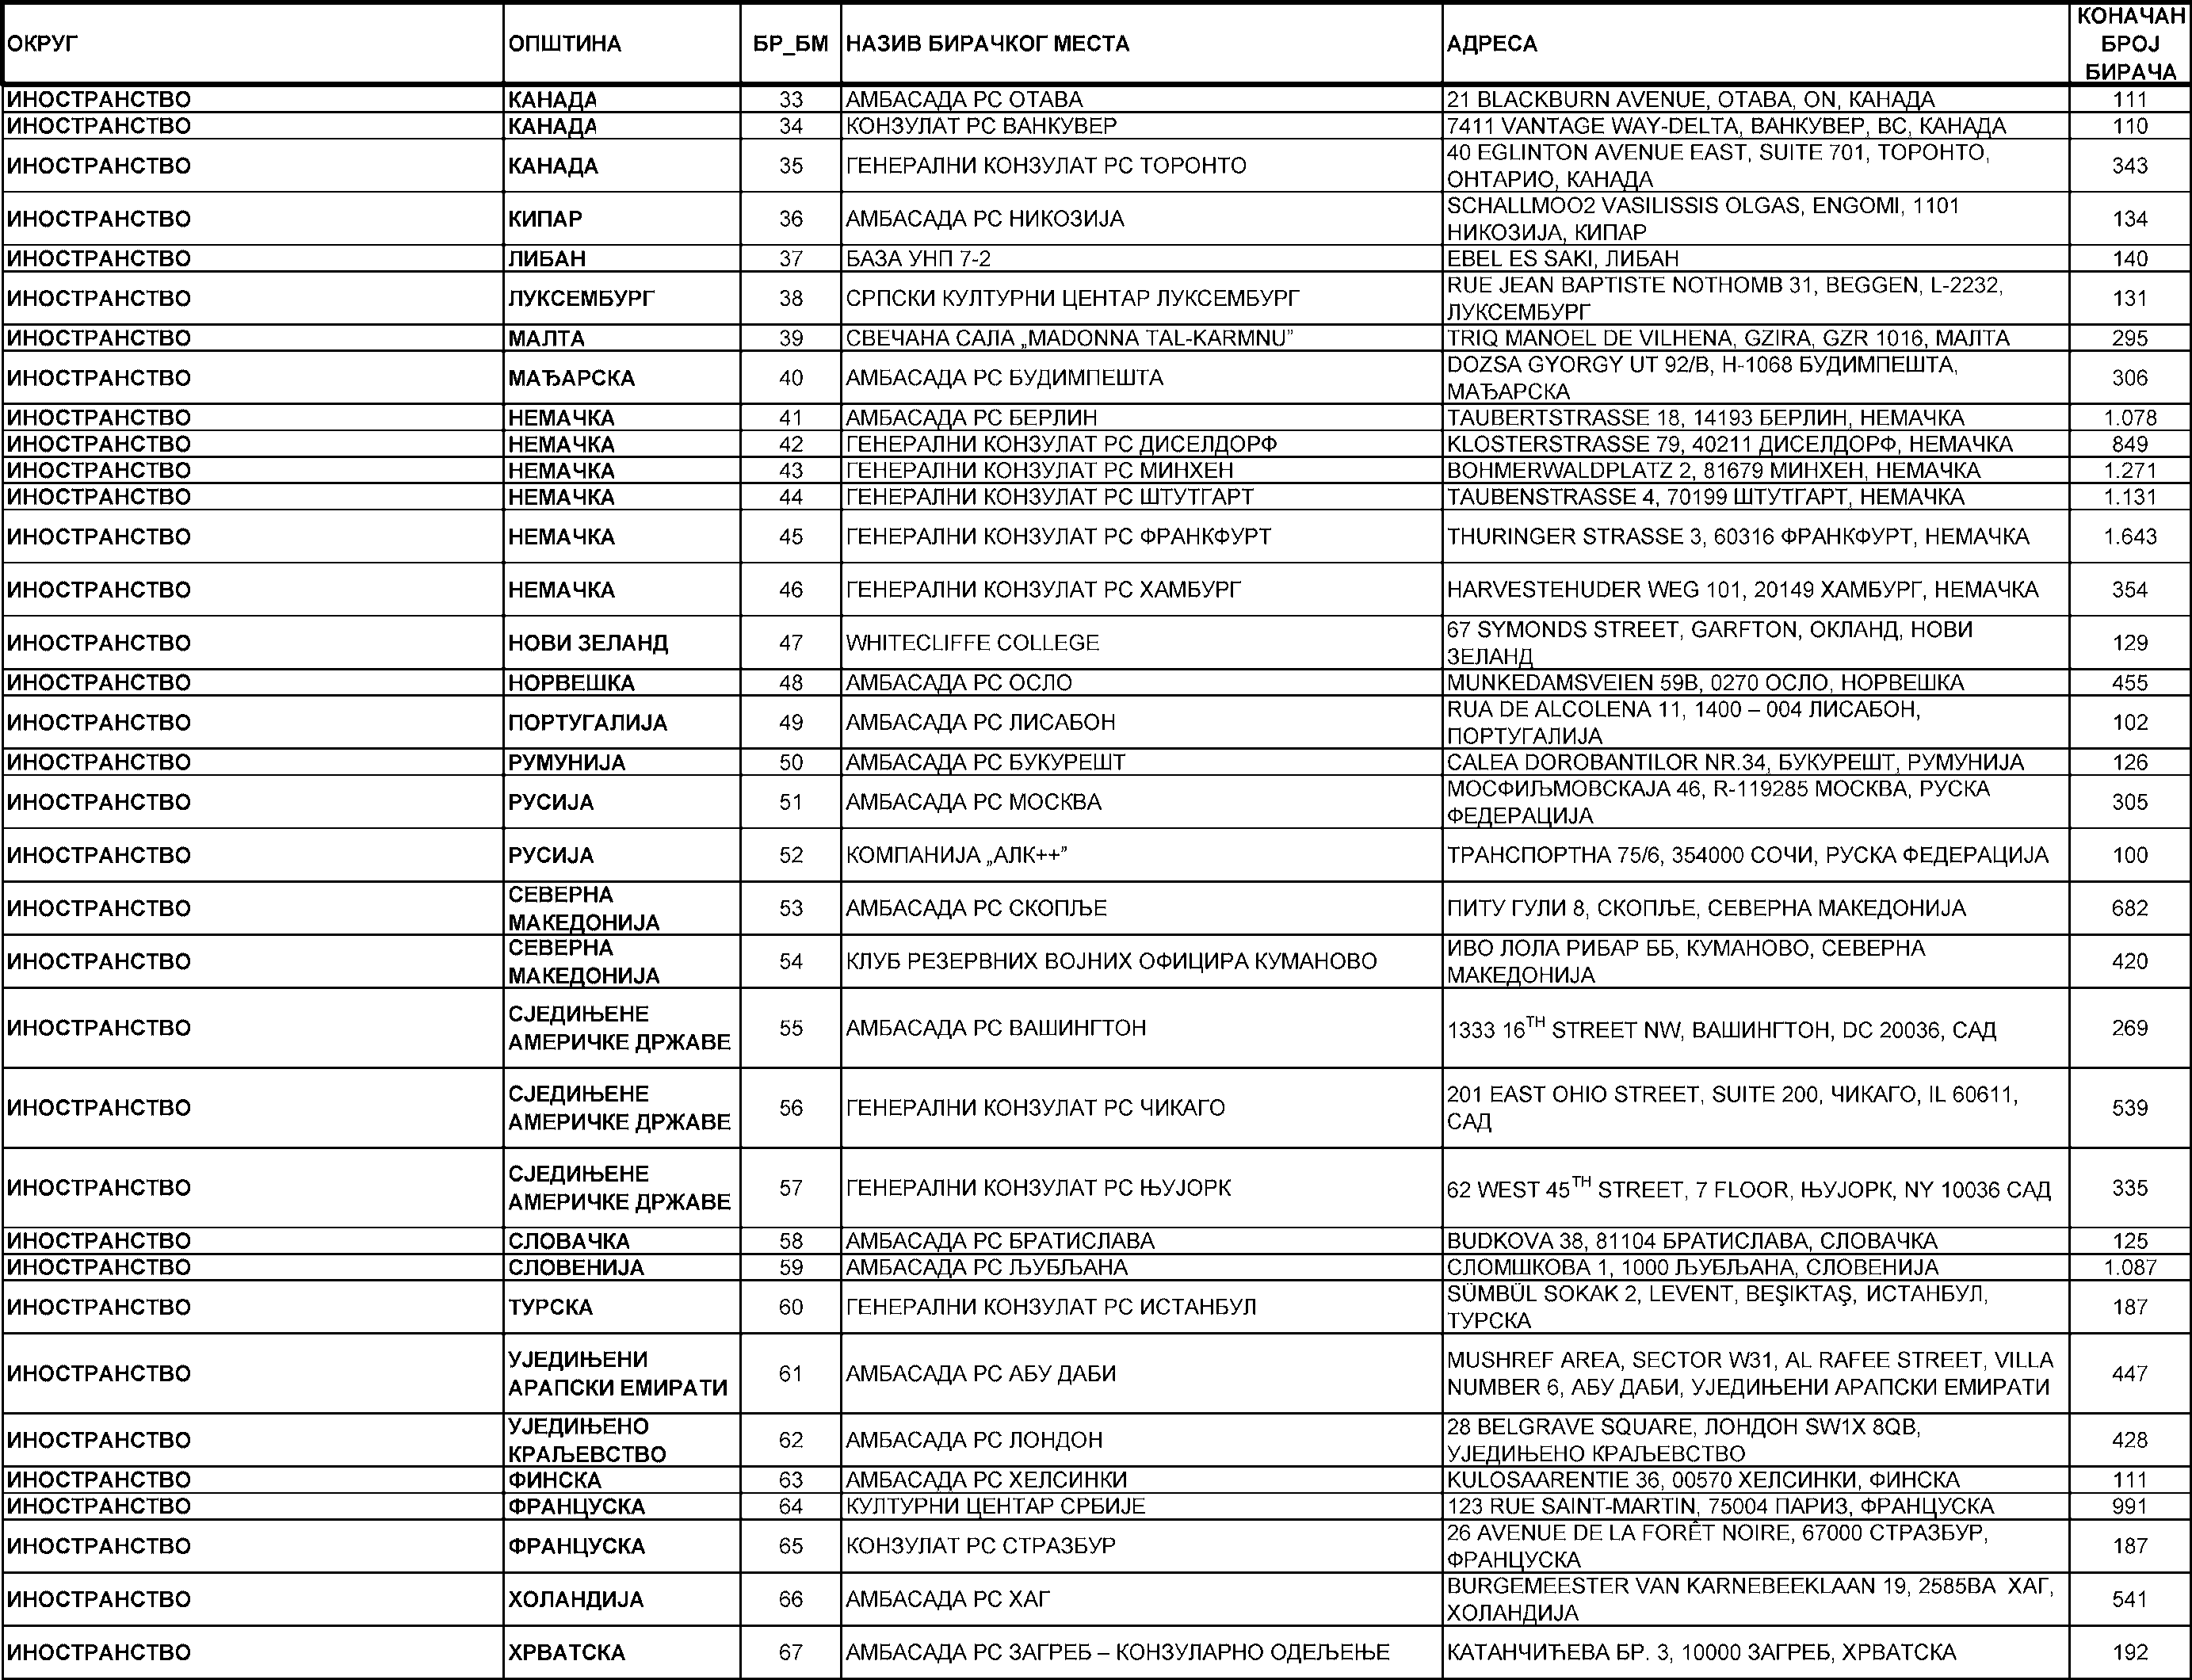 ОКРУГ ОПШТИНА БР_БМ НАЗИВ БИРАЧКОГ МЕСТА АДРЕСА КОНАЧАН БРОЈ БИРАЧА
ИНОСТРАНСТВО КАНАДА 33 АМБАСАДА РС ОТАВА 21 BLACKBURN AVENUE, ОТАВА, ON, КАНАДА 111
ИНОСТРАНСТВО КАНАДА 34 КОНЗУЛАТ РС ВАНКУВЕР 7411 VANTAGE WAY-DELTA, ВАНКУВЕР, BC, КАНАДА 110
ИНОСТРАНСТВО КАНАДА 35 ГЕНЕРАЛНИ КОНЗУЛАТ РС ТОРОНТО 40 EGLINTON AVENUE EAST, SUITE 701, ТОРОНТО, ОНТАРИО, КАНАДА 343
ИНОСТРАНСТВО КИПАР 36 АМБАСАДА РС НИКОЗИЈА SCHALLMOO2 VASILISSIS OLGAS, ENGOMI, 1101 НИКОЗИЈА, КИПАР 134
ИНОСТРАНСТВО ЛИБАН 37 БАЗА УНП 7-2 EBEL ES SAKI, ЛИБАН 140
ИНОСТРАНСТВО ЛУКСЕМБУРГ 38 СРПСКИ КУЛТУРНИ ЦЕНТАР ЛУКСЕМБУРГ RUE JEAN BAPTISTE NOTHOMB 31, BEGGEN, L-2232, ЛУКСЕМБУРГ 131
ИНОСТРАНСТВО МАЛТА 39 СВЕЧАНА САЛА „MADONNA TAL-KARMNU” TRIQ MANOEL DE VILHENA, GZIRA, GZR 1016, МАЛТА 295
ИНОСТРАНСТВО МАЂАРСКА 40 АМБАСАДА РС БУДИМПЕШТА DOZSA GYORGY UT 92/B, H-1068 БУДИМПЕШТА, МАЂАРСКА 306
ИНОСТРАНСТВО НЕМАЧКА 41 АМБАСАДА РС БЕРЛИН TAUBERTSTRASSE 18, 14193 БЕРЛИН, НЕМАЧКА 1.078
ИНОСТРАНСТВО НЕМАЧКА 42 ГЕНЕРАЛНИ КОНЗУЛАТ РС ДИСЕЛДОРФ KLOSTERSTRASSE 79, 40211 ДИСЕЛДОРФ, НЕМАЧКА 849
ИНОСТРАНСТВО НЕМАЧКА 43 ГЕНЕРАЛНИ КОНЗУЛАТ РС МИНХЕН BOHMERWALDPLATZ 2, 81679 МИНХЕН, НЕМАЧКА 1.271
ИНОСТРАНСТВО НЕМАЧКА 44 ГЕНЕРАЛНИ КОНЗУЛАТ РС ШТУТГАРТ TAUBENSTRASSE 4, 70199 ШТУТГАРТ, НЕМАЧКА 1.131
ИНОСТРАНСТВО НЕМАЧКА 45 ГЕНЕРАЛНИ КОНЗУЛАТ РС ФРАНКФУРТ THURINGER STRASSE 3, 60316 ФРАНКФУРТ, НЕМАЧКА 1.643
ИНОСТРАНСТВО НЕМАЧКА 46 ГЕНЕРАЛНИ КОНЗУЛАТ РС ХАМБУРГ HARVESTEHUDER WEG 101, 20149 ХАМБУРГ, НЕМАЧКА 354
ИНОСТРАНСТВО НОВИ ЗЕЛАНД 47 WHITECLIFFE COLLEGE 67 SYMONDS STREET, GARFTON, ОКЛАНД, НОВИ ЗЕЛАНД 129
ИНОСТРАНСТВО НОРВЕШКА 48 АМБАСАДА РС ОСЛО MUNKEDAMSVEIEN 59B, 0270 ОСЛО, НОРВЕШКА 455
ИНОСТРАНСТВО ПОРТУГАЛИЈА 49 АМБАСАДА РС ЛИСАБОН RUA DE ALCOLENA 11, 1400 – 004 ЛИСАБОН, ПОРТУГАЛИЈА 102
ИНОСТРАНСТВО РУМУНИЈА 50 АМБАСАДА РС БУКУРЕШТ CALEA DOROBANTILOR NR.34, БУКУРЕШТ, РУМУНИЈА 126
ИНОСТРАНСТВО РУСИЈА 51 АМБАСАДА РС МОСКВА МОСФИЉМОВСКАЈА 46, R-119285 МОСКВА, РУСКА ФЕДЕРАЦИЈА 305
ИНОСТРАНСТВО РУСИЈА 52 КОМПАНИЈА „АЛК++” ТРАНСПОРТНА 75/6, 354000 СОЧИ, РУСКА ФЕДЕРАЦИЈА 100
ИНОСТРАНСТВО СЕВЕРНА МАКЕДОНИЈА 53 АМБАСАДА РС СКОПЉЕ ПИТУ ГУЛИ 8, СКОПЉЕ, СЕВЕРНА МАКЕДОНИЈА 682
ИНОСТРАНСТВО СЕВЕРНА МАКЕДОНИЈА 54 КЛУБ РЕЗЕРВНИХ ВОЈНИХ ОФИЦИРА КУМАНОВО ИВО ЛОЛА РИБАР ББ, КУМАНОВО, СЕВЕРНА МАКЕДОНИЈА 420
ИНОСТРАНСТВО СЈЕДИЊЕНЕ АМЕРИЧКЕ ДРЖАВЕ 55 АМБАСАДА РС ВАШИНГТОН 1333 16TH STREET NW, ВАШИНГТОН, DC 20036, САД 269
ИНОСТРАНСТВО СЈЕДИЊЕНЕ АМЕРИЧКЕ ДРЖАВЕ 56 ГЕНЕРАЛНИ КОНЗУЛАТ РС ЧИКАГО 201 EAST OHIO STREET, SUITE 200, ЧИКАГО, IL 60611, САД 539
ИНОСТРАНСТВО СЈЕДИЊЕНЕ АМЕРИЧКЕ ДРЖАВЕ 57 ГЕНЕРАЛНИ КОНЗУЛАТ РС ЊУЈОРК 62 WEST 45TH STREET, 7 FLOOR, ЊУЈОРК, NY 10036 САД 335
ИНОСТРАНСТВО СЛОВАЧКА 58 АМБАСАДА РС БРАТИСЛАВА BUDKOVA 38, 81104 БРАТИСЛАВА, СЛОВАЧКА 125
ИНОСТРАНСТВО СЛОВЕНИЈА 59 АМБАСАДА РС ЉУБЉАНА СЛОМШКОВА 1, 1000 ЉУБЉАНА, СЛОВЕНИЈА 1.087
ИНОСТРАНСТВО ТУРСКА 60 ГЕНЕРАЛНИ КОНЗУЛАТ РС ИСТАНБУЛ SÜMBÜL SOKAK 2, LEVENT, BEŞIKTAŞ, ИСТАНБУЛ, ТУРСКА 187
ИНОСТРАНСТВО УЈЕДИЊЕНИ АРАПСКИ ЕМИРАТИ 61 АМБАСАДА РС АБУ ДАБИ MUSHREF AREA, SECTOR W31, AL RAFEE STREET, VILLA NUMBER 6, АБУ ДАБИ, УЈЕДИЊЕНИ АРАПСКИ ЕМИРАТИ 447
ИНОСТРАНСТВО УЈЕДИЊЕНО КРАЉЕВСТВО 62 АМБАСАДА РС ЛОНДОН 28 BELGRAVE SQUARE, ЛОНДОН SW1X 8QB, УЈЕДИЊЕНО КРАЉЕВСТВО 428
ИНОСТРАНСТВО ФИНСКА 63 АМБАСАДА РС ХЕЛСИНКИ KULOSAARENTIE 36, 00570 ХЕЛСИНКИ, ФИНСКА 111
ИНОСТРАНСТВО ФРАНЦУСКА 64 КУЛТУРНИ ЦЕНТАР СРБИЈЕ 123 RUE SAINT-MARTIN, 75004 ПАРИЗ, ФРАНЦУСКА 991
ИНОСТРАНСТВО ФРАНЦУСКА 65 КОНЗУЛАТ РС СТРАЗБУР 26 AVENUE DE LA FORÊT NOIRE, 67000 СТРАЗБУР, ФРАНЦУСКА 187
ИНОСТРАНСТВО ХОЛАНДИЈА 66 АМБАСАДА РС ХАГ BURGEMEESTER VAN KARNEBEEKLAAN 19, 2585BA ХАГ, ХОЛАНДИЈА 541
ИНОСТРАНСТВО ХРВАТСКА 67 АМБАСАДА РС ЗАГРЕБ – КОНЗУЛАРНО ОДЕЉЕЊЕ КАТАНЧИЋЕВА БР. 3, 10000 ЗАГРЕБ, ХРВАТСКА 192